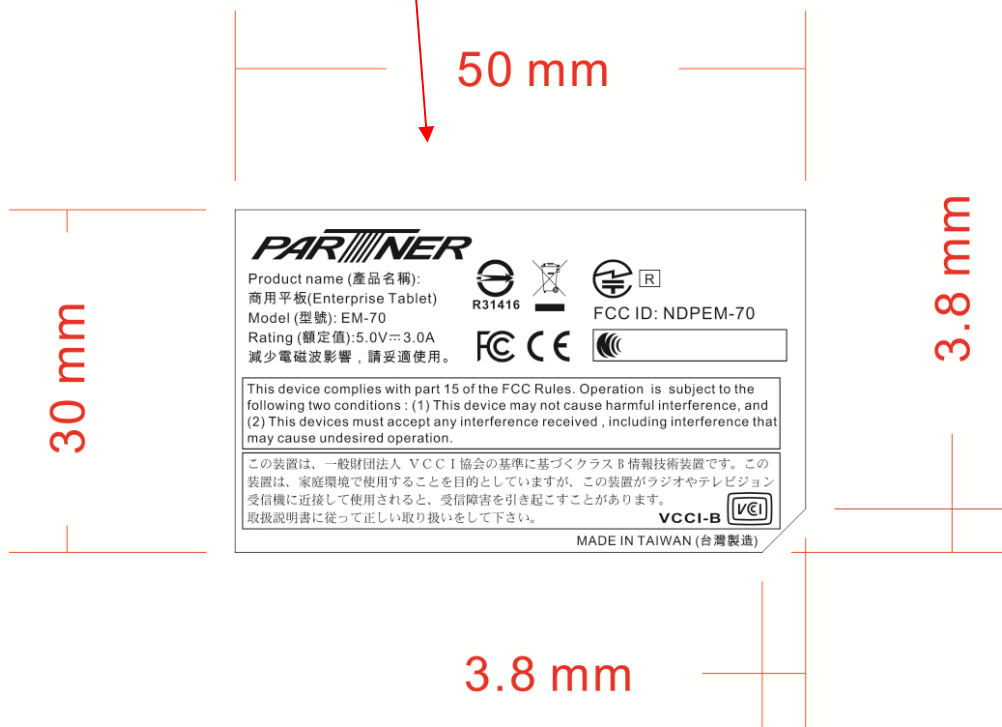 50 mm
30 mm
3.8 mm
PARTNER
Product name (產品名稱):
商用平板(Enterprise Tablet)
Model (型號): EM-70
Rating (額定值):5.0V⎓3.0A
減少電磁波影響，請妥適使用。
R31416
R
FCC ID: NDPEM-70
FC CE
This device complies with part 15 of the FCC Rules. Operation is subject to the
following two conditions : (1) This device may not cause harmful interference, and
(2) This devices must accept any interference received , including interference that
may cause undesired operation.
この装置は、一般財団法人 ＶＣＣＩ協会の基準に基づくクラスＢ情報技術装置です。この
装置は、家庭環境で使用することを目的としていますが、この装置がラジオやテレビジョン
受信機に近接して使用されると、受信障害を引き起こすことがあります。
取扱説明書に従って正しい取り扱いをして下さい。
VCCI-B VCI
MADE IN TAIWAN (台灣製造)
3.8 mm